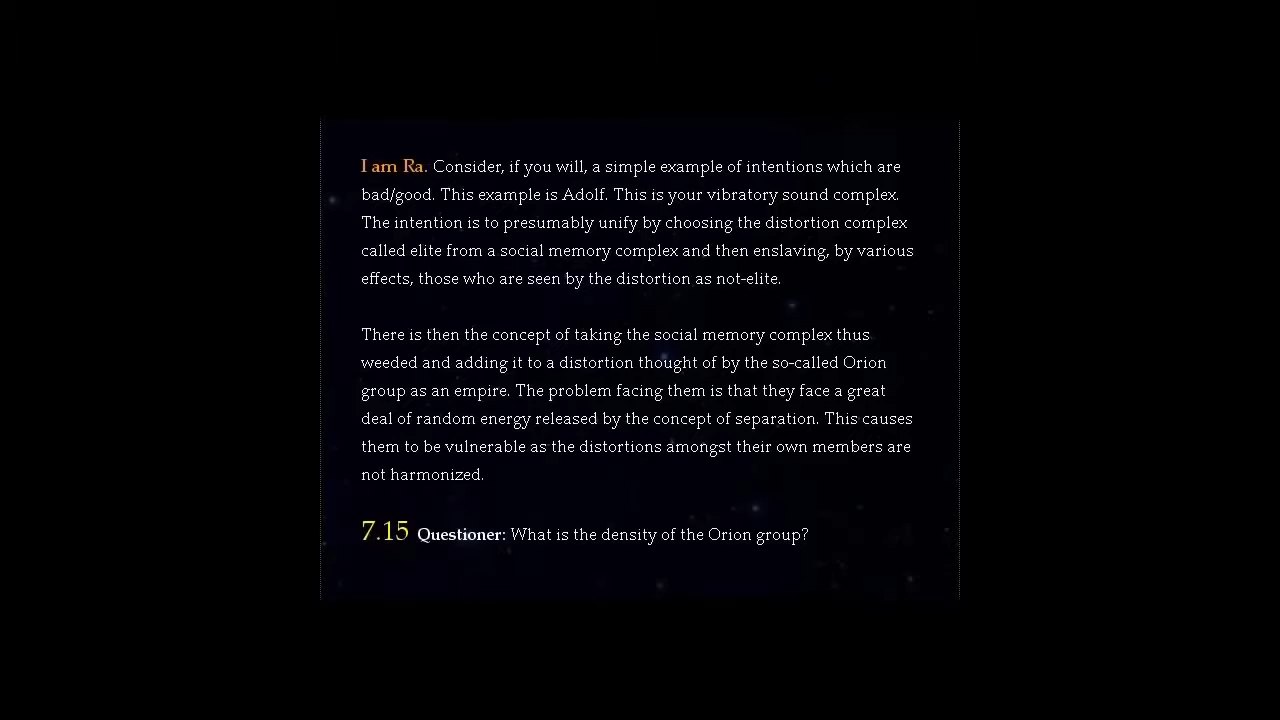 I am Ra. Consider, if you will, a simple example of intentions which are
bad/good. This example is Adolf. This is your vibratory sound complex.
The intention is to presumably unify by choosing the distortion complex
called elite from a social memory complex and then enslaving, by various
effects, those who are seen by the distortion as not-elite.
There is then the concept of taking the social memory complex thus
weeded and adding it to a distortion thought of by the so-called Orion
group as an empire. The problem facing them is that they face a great
deal of random energy released by the concept of separation. This causes
them to be vulnerable as the distortions amongst their own members are
not harmonized.
7.15 Questioner: What is the density of the Orion group?